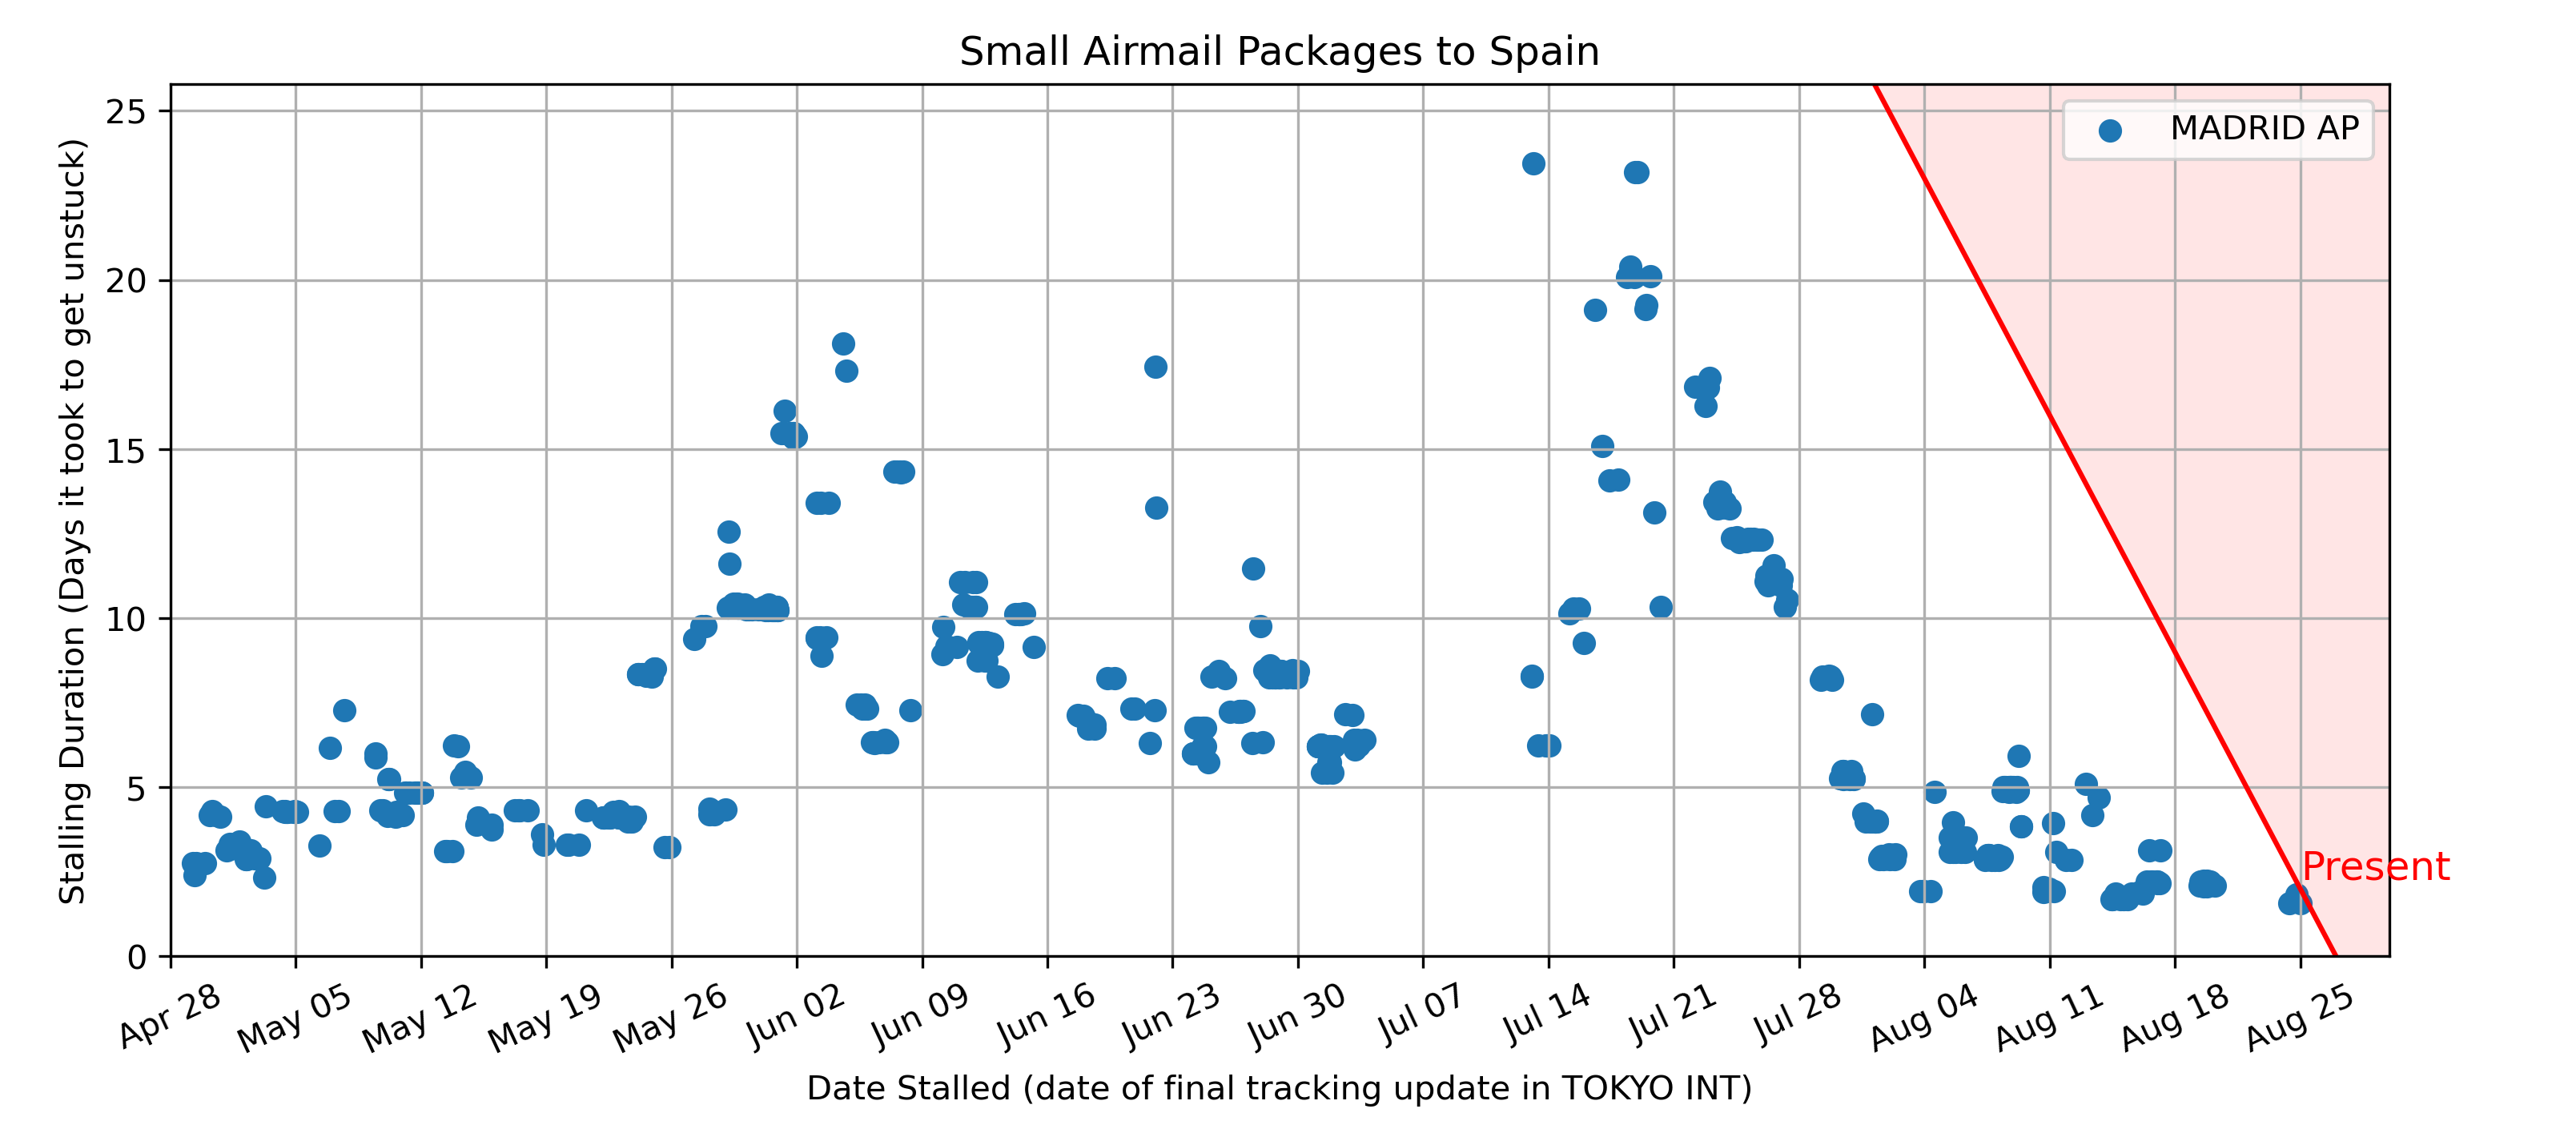 Small Airmail Packages to Spain
MADRID AP
Present
Stalling Duration (Days it took to get unstuck)
25
20
15
10
5
0
Apr 28
May 05
May 12
May 19
May 26
Jun 02
Jun 09
Jun 16
Jun 23
Jun 30
Jul 07
Jul 14
Jul 21
Jul 28
Aug 04
Aug 11
Aug 18
Aug 25
Date Stalled (date of final tracking update in TOKYO INT)